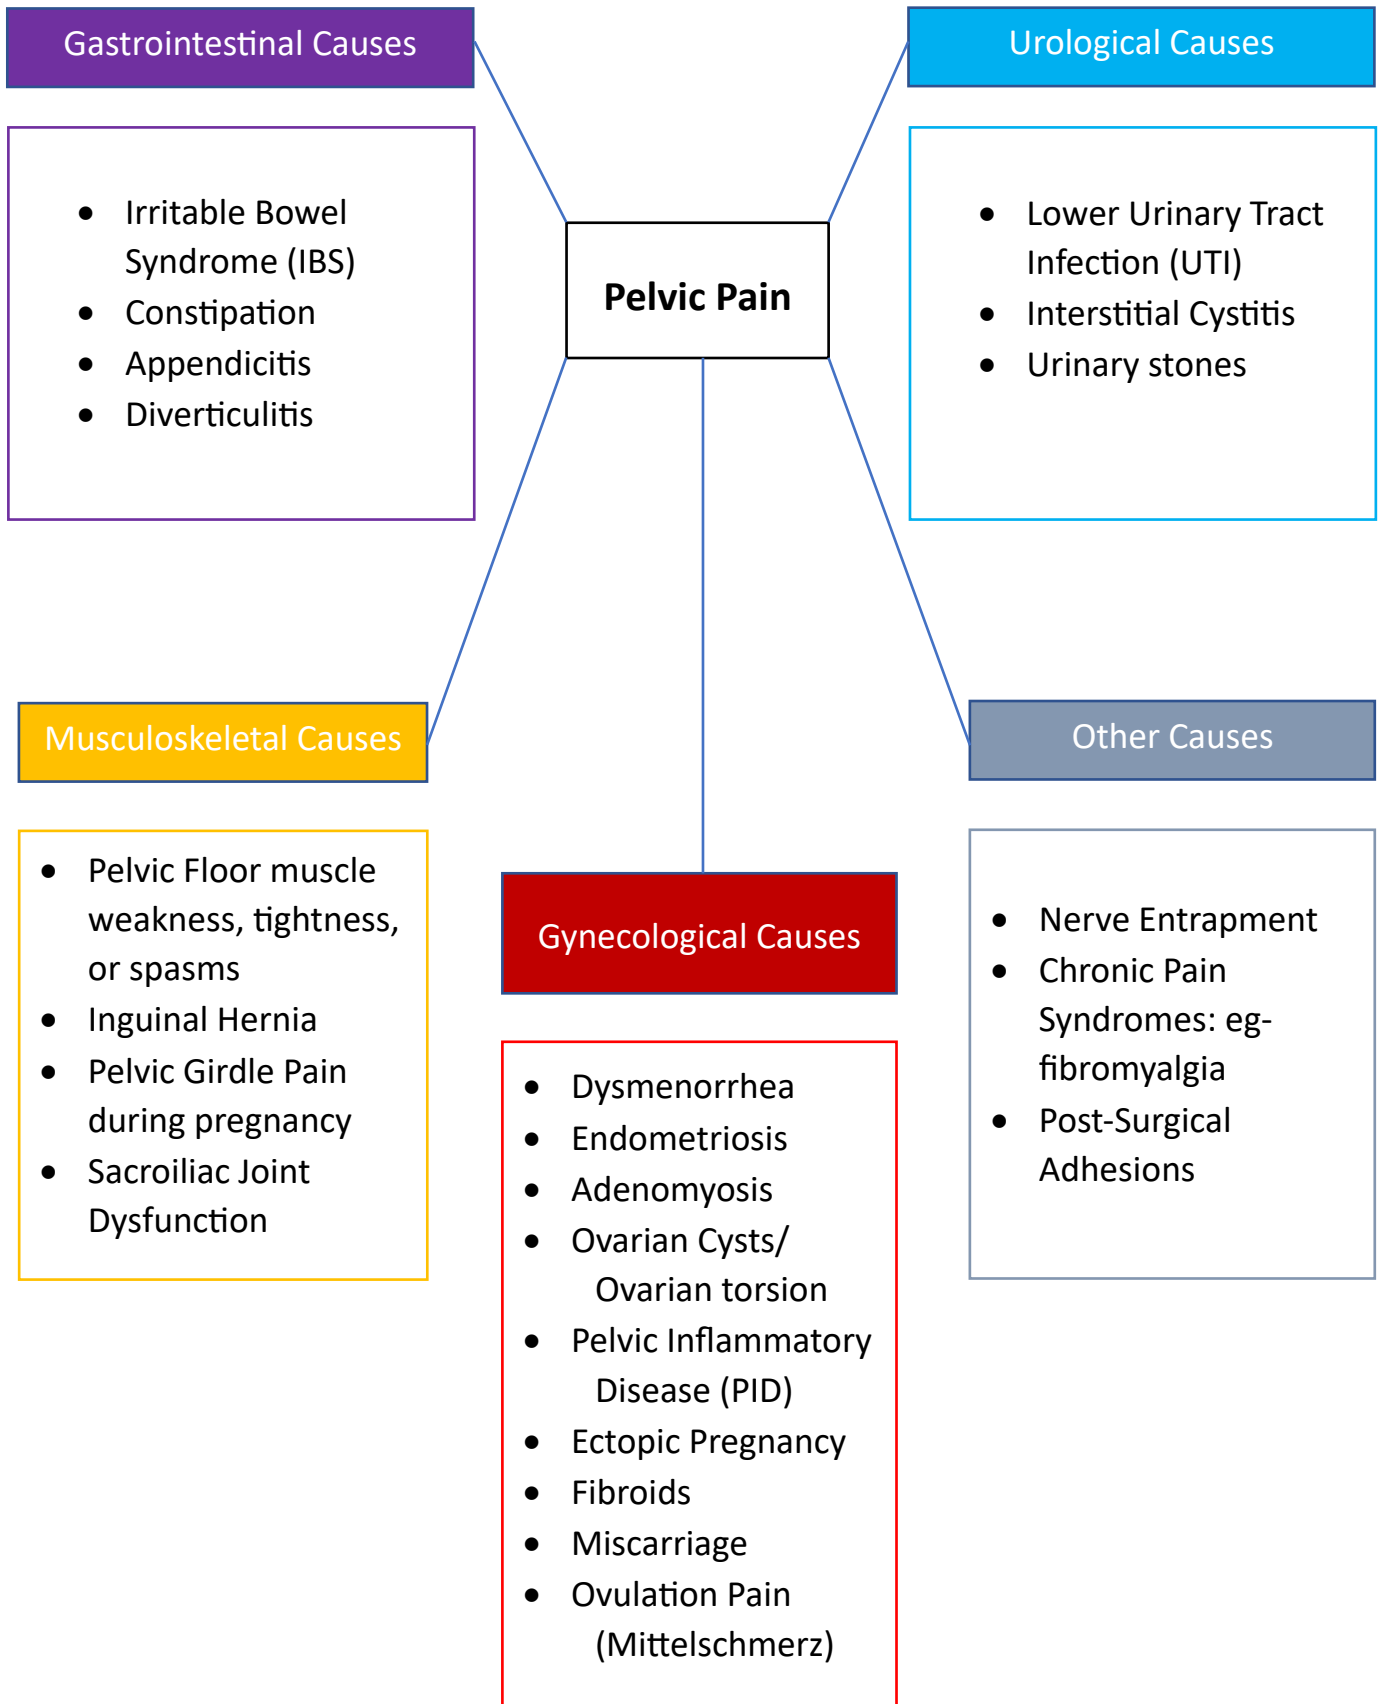 Gastrointestinal Causes
• Irritable Bowel
Syndrome (IBS)
• Constipation
• Appendicitis
• Diverticulitis
Urological Causes
• Lower Urinary Tract
Infection (UTI)
• Interstitial Cystitis
• Urinary stones
Pelvic Pain
Musculoskeletal Causes
• Pelvic Floor muscle
weakness, tightness,
or spasms
• Inguinal Hernia
• Pelvic Girdle Pain
during pregnancy
• Sacroiliac Joint
Dysfunction
Gynecological Causes
• Dysmenorrhea
• Endometriosis
• Adenomyosis
• Ovarian Cysts/
Ovarian torsion
• Pelvic Inflammatory
Disease (PID)
• Ectopic Pregnancy
• Fibroids
• Miscarriage
• Ovulation Pain
(Mittelschmerz)
Other Causes
• Nerve Entrapment
• Chronic Pain
Syndromes: eg-
fibromyalgia
• Post-Surgical
Adhesions